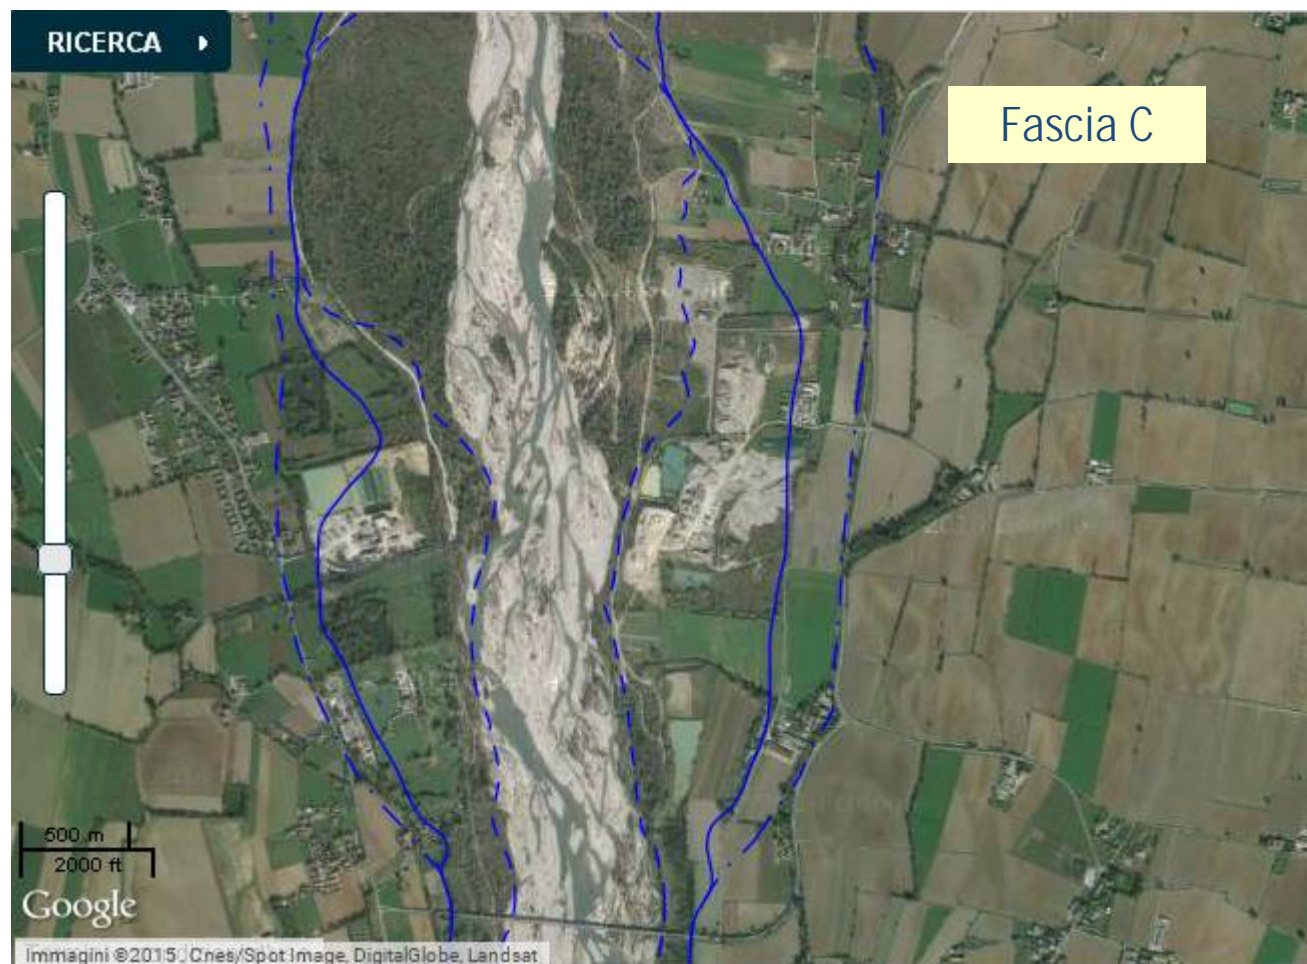 RICERCA
Fascia C
500 m
2000 ft
Google
Immagini ©2015, Cnes/Spot Image, DigitalGlobe, Landsat